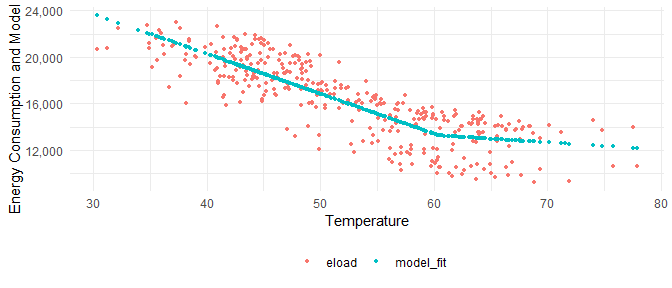 Energy Consumption and Model
24,000
20,000
16,000
12,000
30 40 50 60 70 80
Temperature
eload model_fit